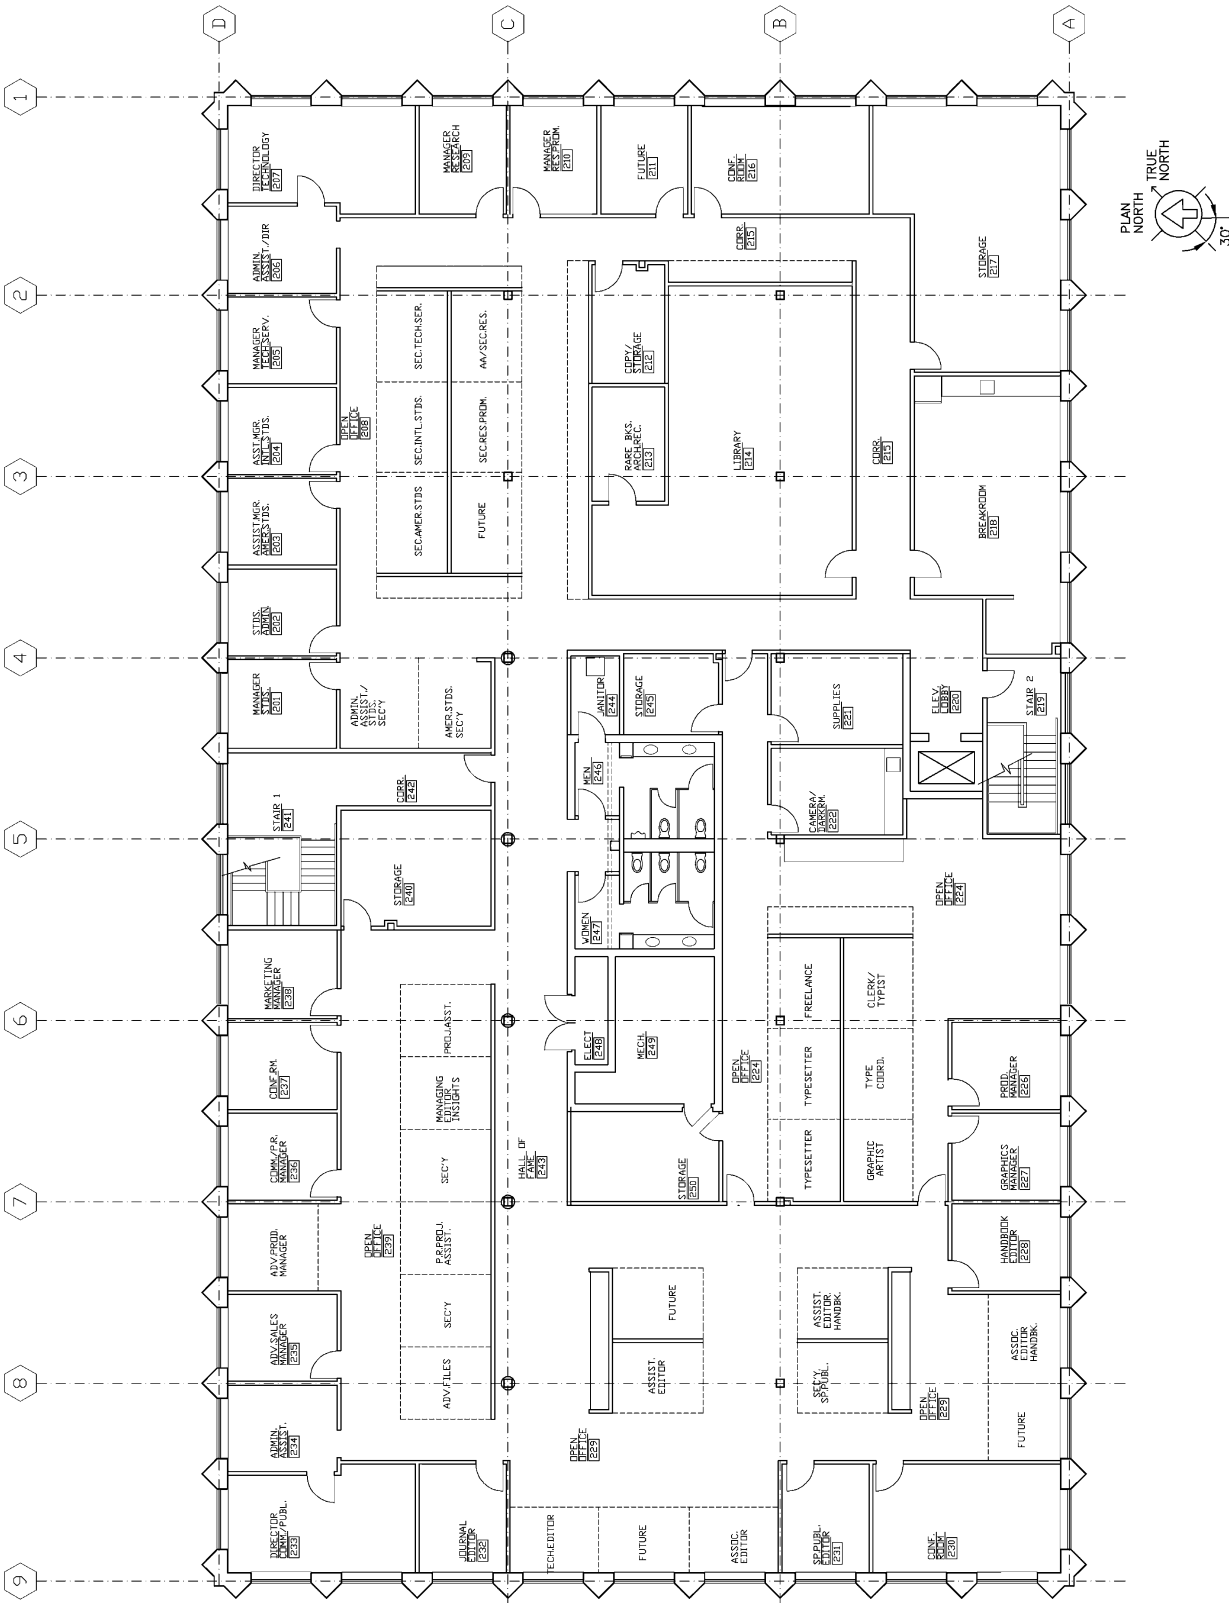 D
C
B
A
1
2
3
4
5
6
7
8
9
PLAN
NORTH
TRUE
NORTH
30°
DIRECTOR
TECHNOLOGY
207
MANAGER
RESEARCH
209
MANAGER
RES.PROM.
210
FUTURE
211
CONF.
ROOM
216
ADMIN.
ASSIST./DIR
206
CORR.
215
STORAGE
217
MANAGER
TECH.SERV.
205
SEC.TECH.SER.
AA/SEC.RES.
COPY/
STORAGE
212
ASST.MGR.
INTL.STDS.
204
OPEN
OFFICE
208
SEC.INTL.STDS.
SEC.RES.PROM.
RARE BKS.
ARCH.REC.
213
LIBRARY
214
CORR.
215
ASSIST.MGR.
AMER.STDS.
203
SEC.AMER.STDS
FUTURE
BREAKROOM
218
STDS.
ADMIN
202
MANAGER
STDS.
201
ADMIN.
ASSIST./
STDS.
SEC'Y
AMER.STDS.
SEC'Y
JANITOR
244
STORAGE
245
SUPPLIES
221
ELEV.
LOBBY
220
STAIR 2
219
STAIR 1
241
CORR.
242
MEN
246
CAMERA/
DARKRM.
222
STORAGE
240
WOMEN
247
OPEN
OFFICE
224
MARKETING
MANAGER
238
FREELANCE
CLERK/
TYPIST
PROJ.ASST.
ELECT
248
MECH.
249
CONF.RM.
237
MANAGING
EDITOR
INSIGHTS
OPEN
OFFICE
224
TYPESETTER
TYPE
COORD.
PROD.
MANAGER
226
COMM./P.R.
MANAGER
236
SEC'Y
HALL OF
FAME
243
STORAGE
250
TYPESETTER
GRAPHIC
ARTIST
GRAPHICS
MANAGER
227
ADV.PROD.
MANAGER
OPEN
OFFICE
239
P.R.PROJ.
ASSIST.
HANDBOOK
EDITOR
228
ADV.SALES
MANAGER
235
SEC'Y
FUTURE
ASSIST.
EDITOR.
HANDBK.
ASSOC.
EDITOR
HANDBK.
ADV.FILES
ASSIST.
EDITOR
SEC'Y.
SP.PUBL.
ADMIN.
ASSIST.
234
OPEN
OFFICE
229
OPEN
OFFICE
229
FUTURE
DIRECTOR
COMM./PUBL.
233
JOURNAL
EDITOR
232
TECH.EDITOR
FUTURE
ASSOC.
EDITOR
SP.PUBL.
EDITOR
231
CONF.
ROOM
230